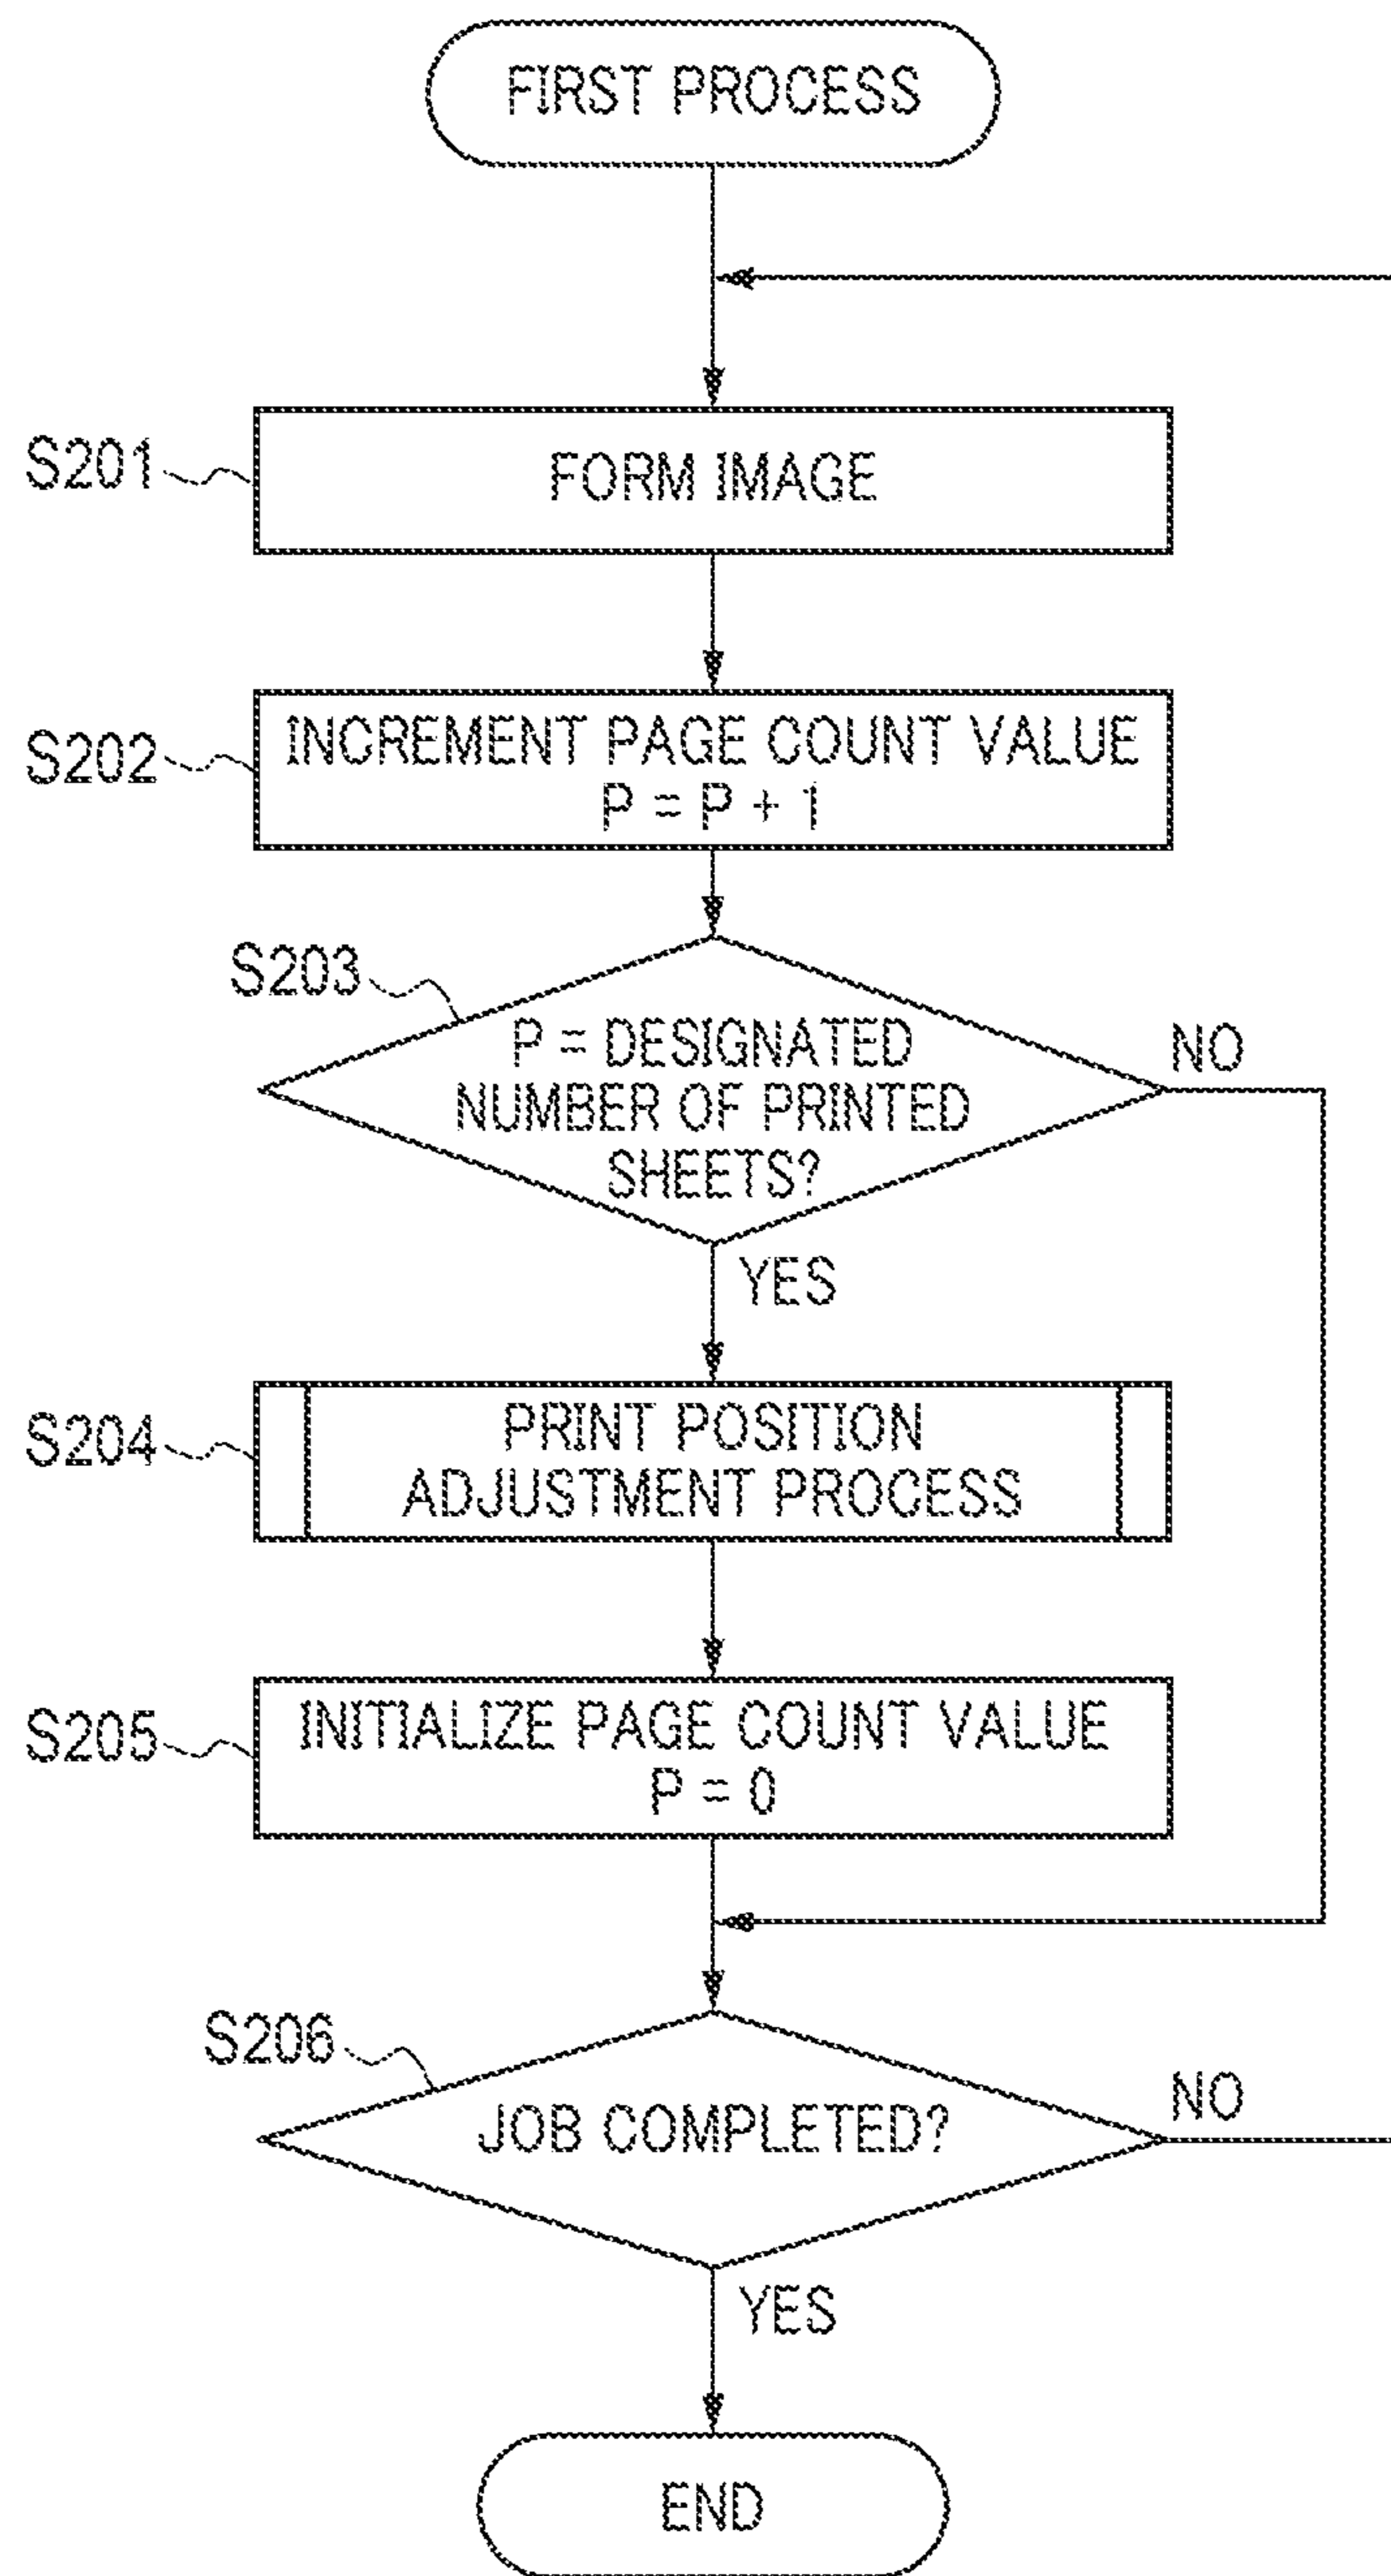 FIRST PROCESS
S201
FORM IMAGE
S202
INCREMENT PAGE COUNT VALUE
P = P + 1
S203
P = DESIGNATED
NUMBER OF PRINTED
SHEETS?
NO
YES
S204
PRINT POSITION
ADJUSTMENT PROCESS
S205
INITIALIZE PAGE COUNT VALUE
P = 0
S206
JOB COMPLETED?
NO
YES
END